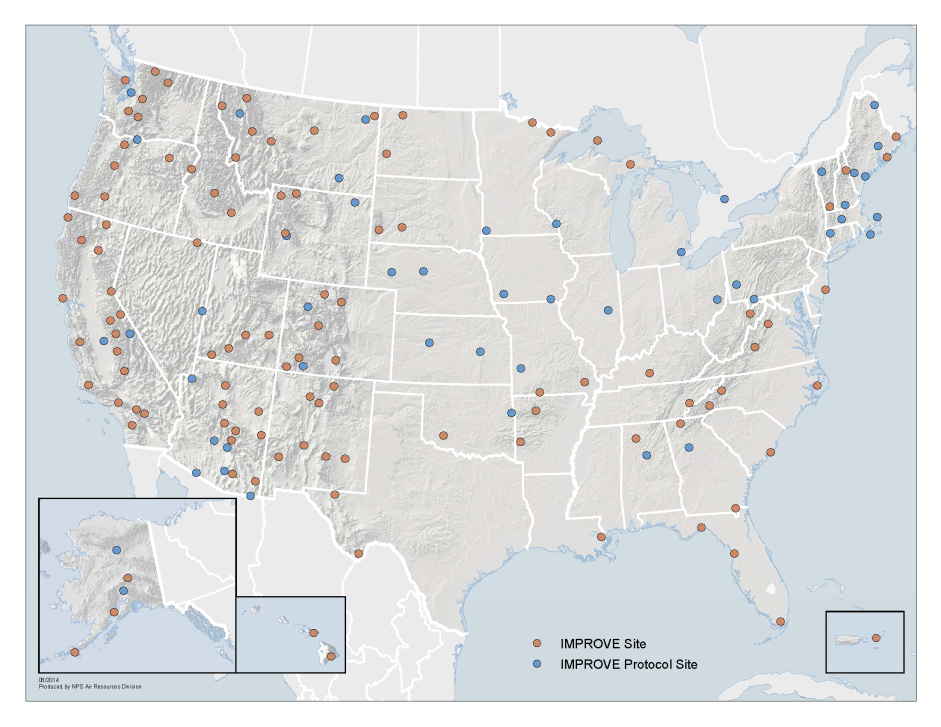 IMPROVE Site
IMPROVE Protocol Site
08/2014
Produced by NPS Air Resources Division